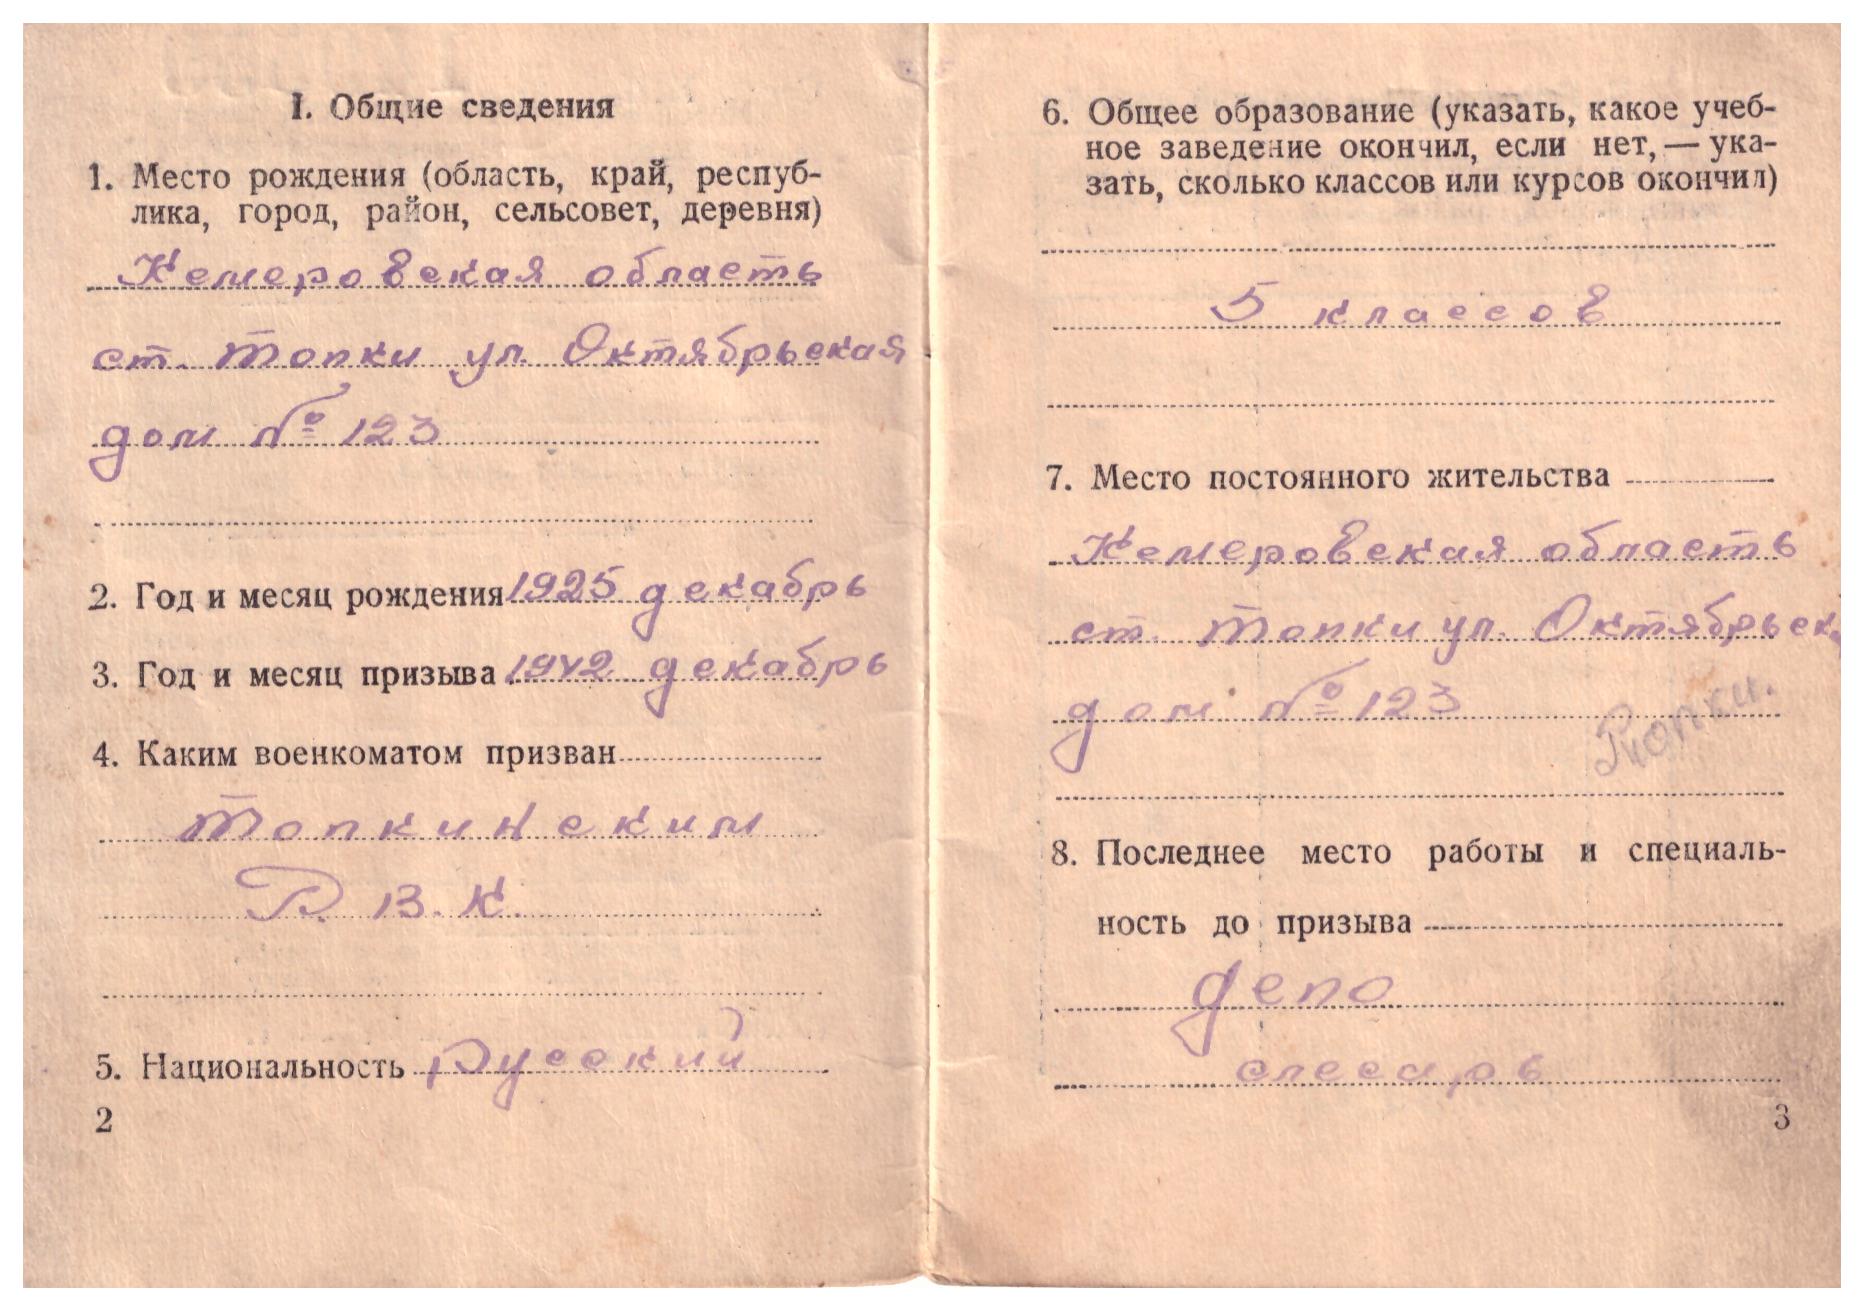 I. Общие сведения
1. Место рождения (область, край, респуб-
лика, город, район, сельсовет, деревня)
Кемеровская область
ст. Топки ул. Октябрьская
дом № 123
2. Год и месяц рождения 1925 декабрь
3. Год и месяц призыва 1942 декабрь
4. Каким военкоматом призван
Топкинским
Р.В.К.
5. Национальность русский
2
6. Общее образование (указать, какое учеб-
ное заведение окончил, если нет, — ука-
зать, сколько классов или курсов окончил)
5 классов
7. Место постоянного жительства
Кемеровская область
ст. Топки ул. Октябрьск
дом № 123
8. Последнее место работы и специаль-
ность до призыва
депо
слесарь
3